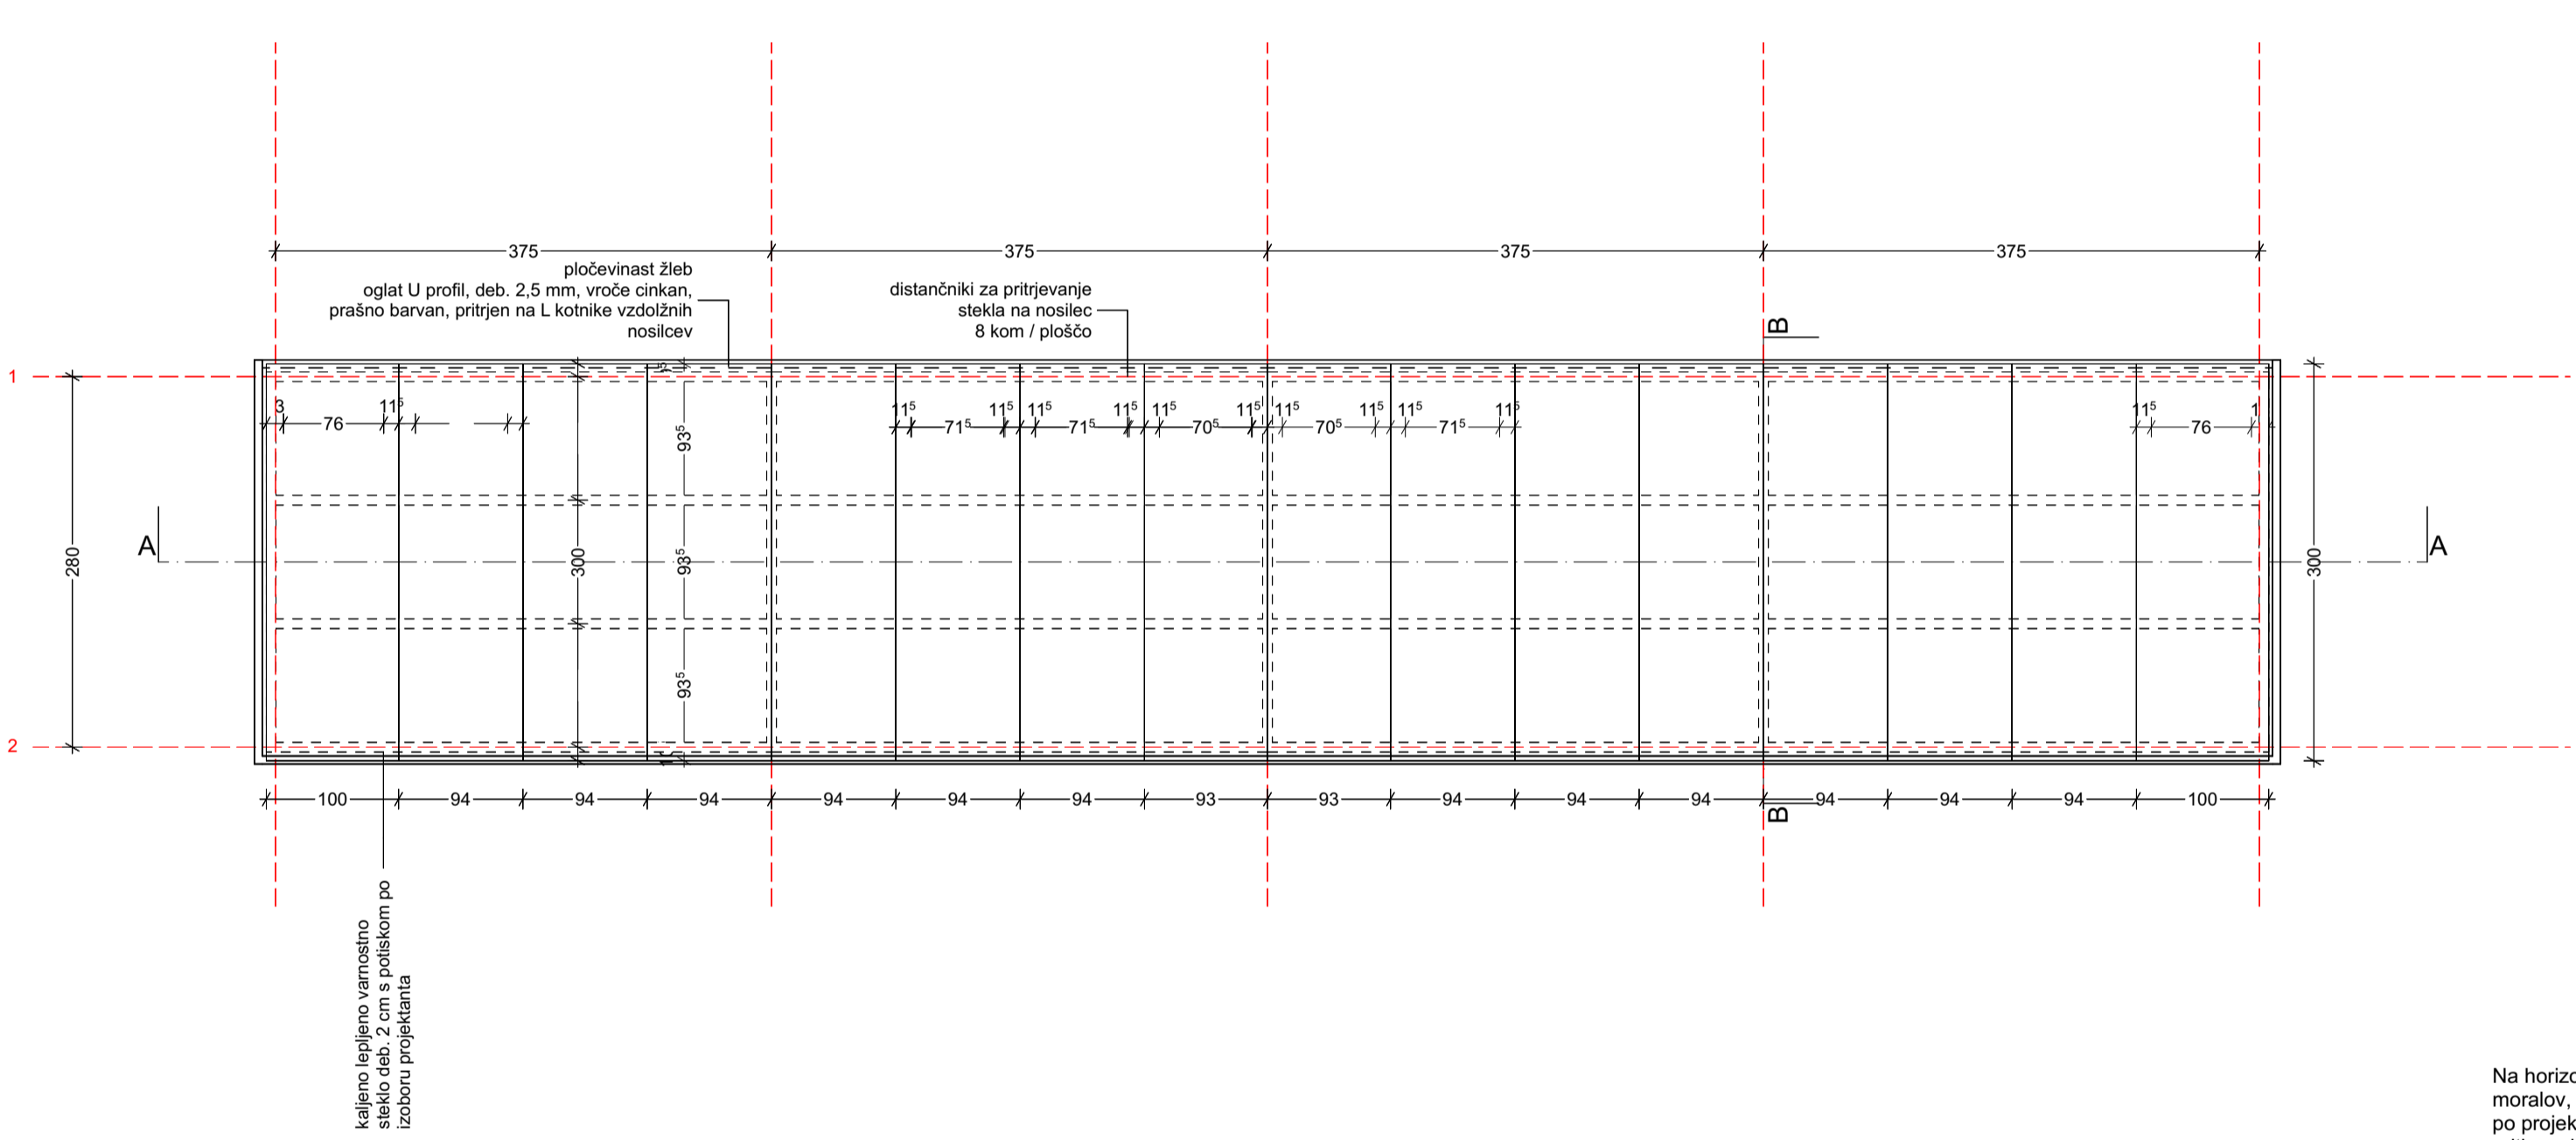 375 375 375 375
pločevinast žleb
oglat U profil, deb. 2,5 mm, vroče cinkan,
prašno barvan, pritrjen na L kotnike vzdolžnih
nosilcev
distančniki za pritrjevanje
stekla na nosilec
8 kom / ploščo
B
1
3 76 11⁵
11⁵ 71⁵ 11⁵ 11⁵ 71⁵ 11⁵ 11⁵ 70⁵ 11⁵ 11⁵ 70⁵ 11⁵ 11⁵ 71⁵ 11⁵
11⁵ 76 1
93⁵
A
280
300
93⁵
300
A
93⁵
2
100 94 94 94 94 94 94 93 93 94 94 94 94 94 94 100
B
kaljeno lepljeno varnostno
steklo deb. 2 cm s potiskom po
izoboru projektanta
Na horizo
moralov,
po projek